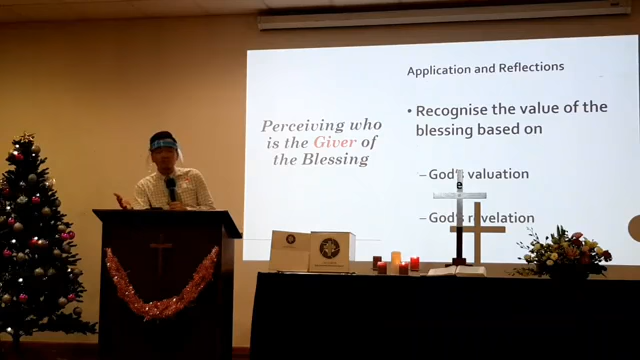 Application and Reflections
Perceiving who
is the Giver of
the Blessing
• Recognise the value of the
blessing based on
–God's valuation
–God's revelation